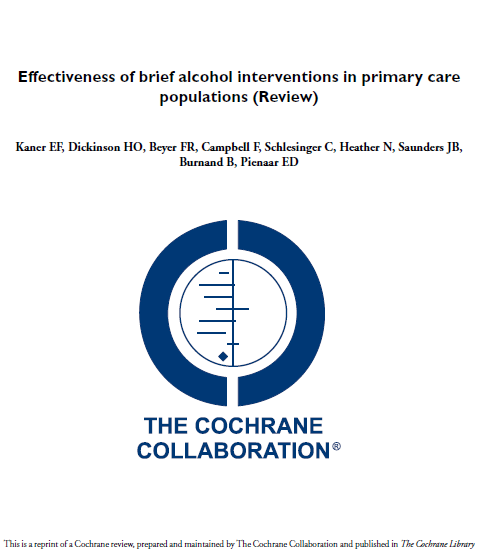 Effectiveness of brief alcohol interventions in primary care
populations (Review)
Kaner EF, Dickinson HO, Beyer FR, Campbell F, Schlesinger C, Heather N, Saunders JB,
Burnand B, Pienaar ED
THE COCHRANE
COLLABORATION®
This is a reprint of a Cochrane review, prepared and maintained by The Cochrane Collaboration and published in The Cochrane Library